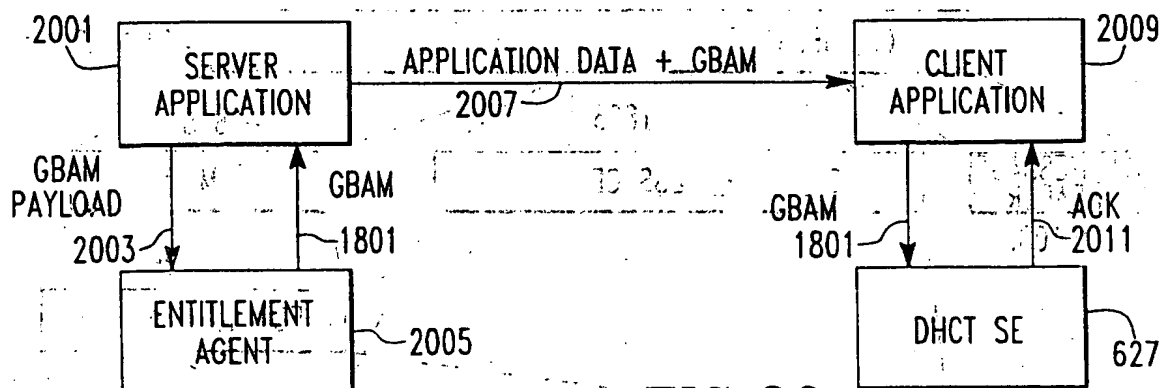 2001
SERVER
APPLICATION
APPLICATION DATA + GBAM
2007
CLIENT
APPLICATION
2009
GBAM
PAYLOAD
2003
GBAM
1801
GBAM
1801
ACK
2011
ENTITLEMENT
AGENT
2005
DHCT SE
627